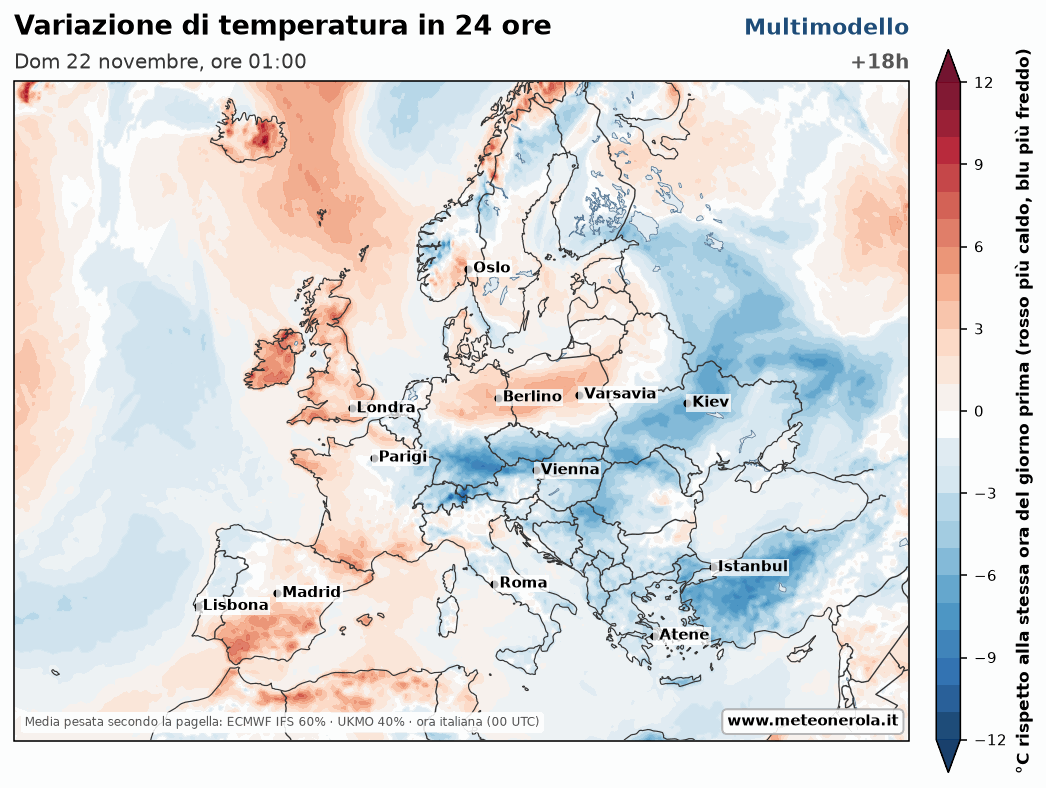 Variazione di temperatura in 24 ore
Multimodello
Dom 22 novembre, ore 01:00
+18h
Oslo
Londra
Berlino
Varsavia
Kiev
Parigi
Vienna
Madrid
Lisbona
Roma
Istanbul
Atene
Media pesata secondo la pagella: ECMWF IFS 60% · UKMO 40% · ora italiana (00 UTC)
www.meteonerola.it
12
9
6
3
0
−3
−6
−9
−12
°C rispetto alla stessa ora del giorno prima (rosso più caldo, blu più freddo)